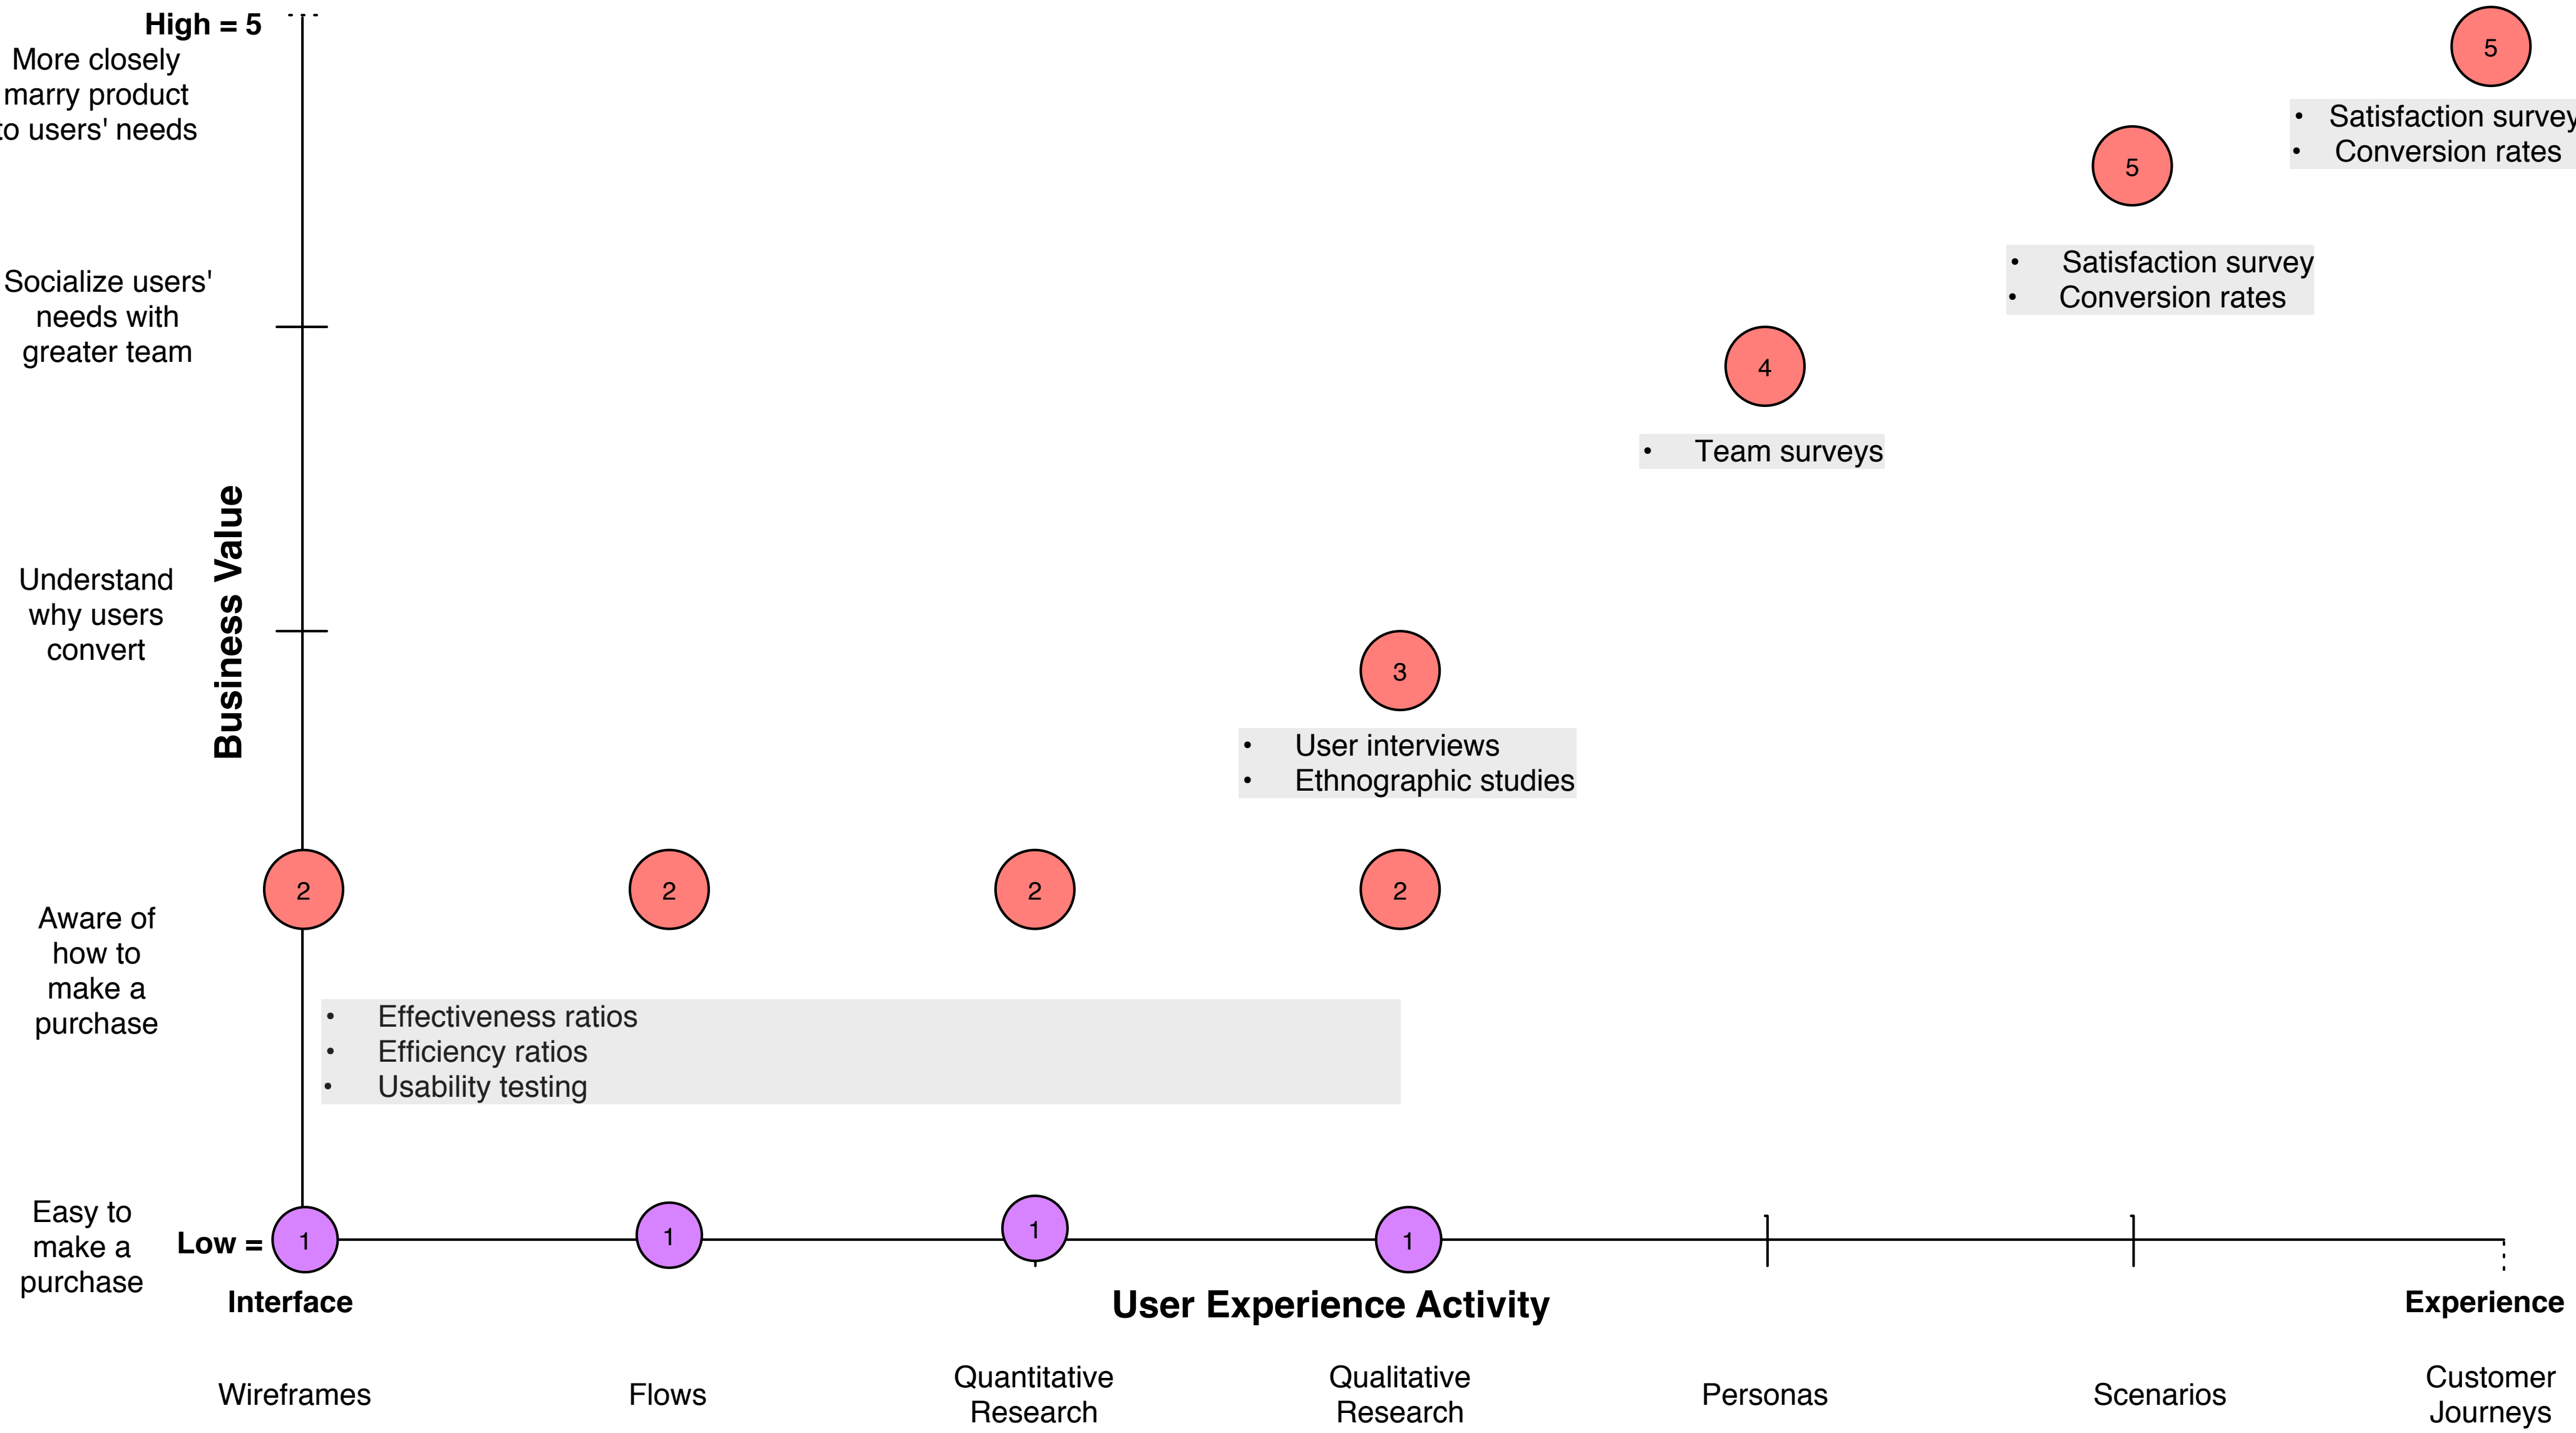 High = 5
More closely
marry product
to users' needs
5
• Satisfaction survey
• Conversion rates
5
• Satisfaction survey
• Conversion rates
Socialize users'
needs with
greater team
4
• Team surveys
Business Value
Understand
why users
convert
3
• User interviews
• Ethnographic studies
2
2
2
2
Aware of
how to
make a
purchase
• Effectiveness ratios
• Efficiency ratios
• Usability testing
Easy to
make a
purchase
Low =
1
1
1
1
Interface
User Experience Activity
Experience
Wireframes
Flows
Quantitative
Research
Qualitative
Research
Personas
Scenarios
Customer
Journeys